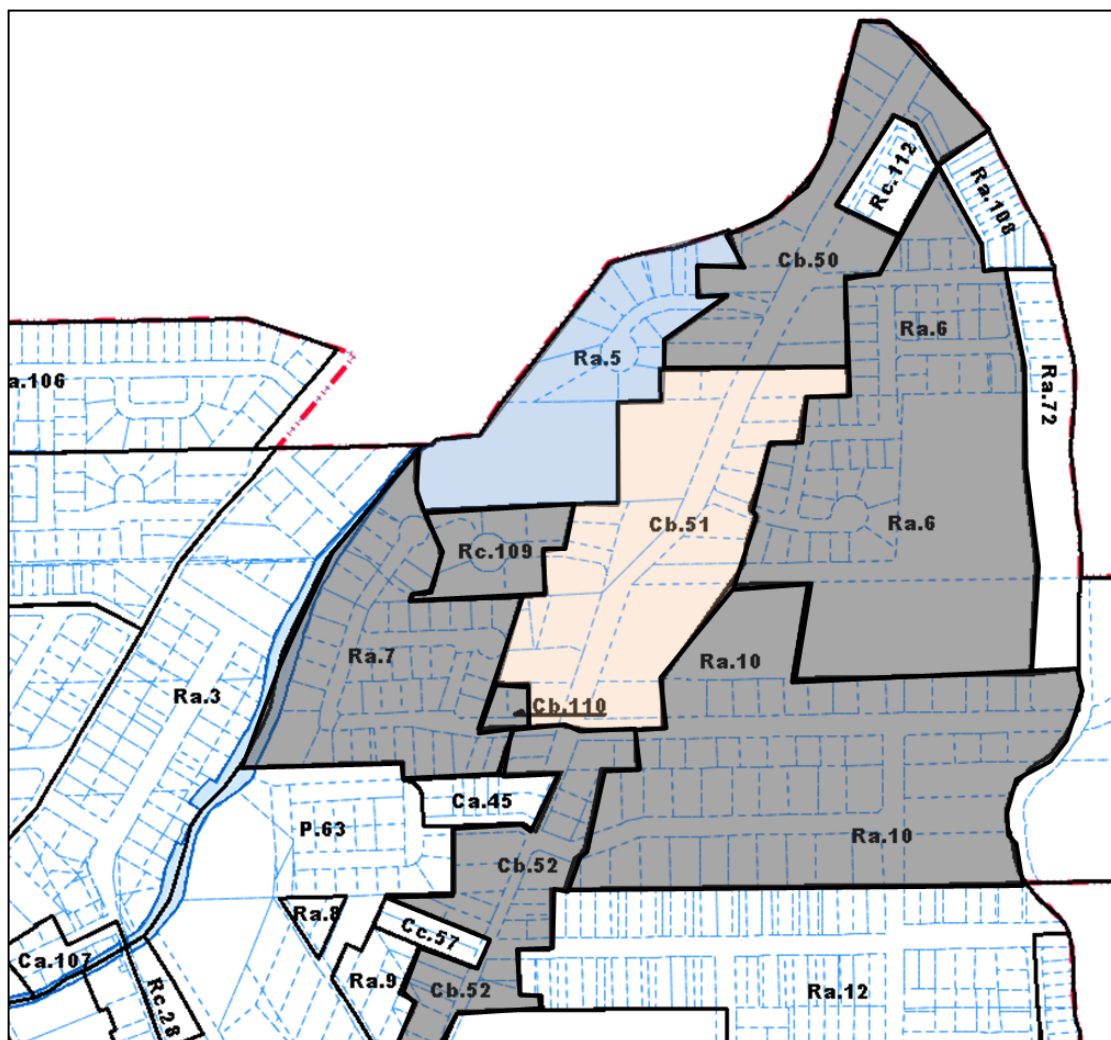 Rc.112
Ra.108
Cb.50
Ra.6
Ra.5
a.106
Ra.72
Cb.51
Ra.6
Rc.109
Ra.7
Ra.10
Ra.3
Cb.110
Ca.45
P.63
Ra.10
Cb.52
Ra.8
Cc.57
Ca.107
Ra.9
Cb.52
Ra.12
Rc.28